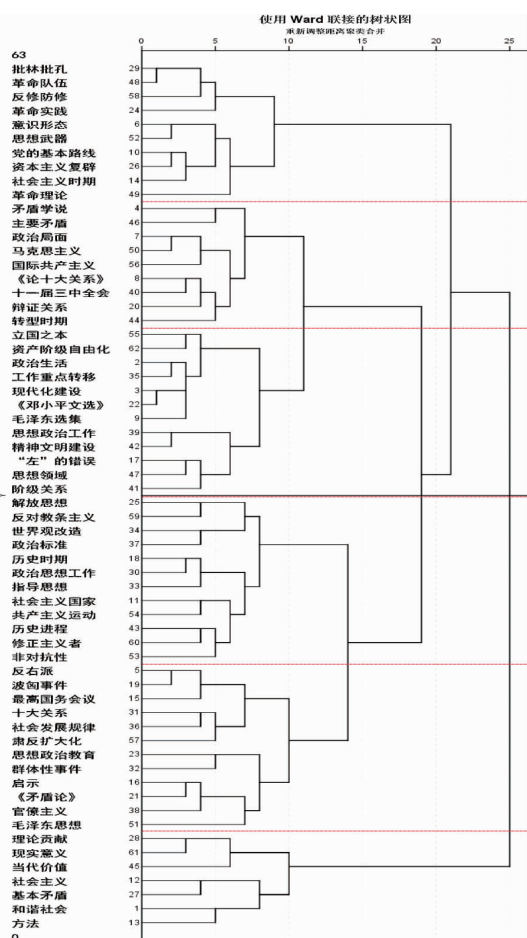 使用 Ward 联接的树状图
重新调整距离聚类合并
0 5 10 15 20 25
63
批林批孔 29
革命队伍 48
反修防修 58
革命实践 24
意识形态 6
思想武器 52
党的基本路线 10
资本主义复辟 26
社会主义时期 14
革命理论 49
矛盾学说 4
主要矛盾 46
政治局面 7
马克思主义 50
国际共产主义 56
《论十大关系》 8
十一届三中全会 40
辩证关系 20
转型时期 44
立国之本 55
资产阶级自由化 62
政治生活 2
工作重点转移 35
现代化建设 3
《邓小平文选》 22
毛泽东选集 9
思想政治工作 39
精神文明建设 42
“左”的错误 17
思想领域 47
阶级关系 41
解放思想 25
反对教条主义 59
世界观改造 34
政治标准 37
历史时期 18
政治思想工作 30
指导思想 33
社会主义国家 11
共产主义运动 54
历史进程 43
修正主义者 60
非对抗性 53
反右派 5
波匈事件 19
最高国务会议 15
十大关系 31
社会发展规律 36
肃反扩大化 57
思想政治教育 23
群体性事件 32
启示 16
《矛盾论》 21
官僚主义 38
毛泽东思想 51
理论贡献 28
现实意义 61
当代价值 45
社会主义 12
基本矛盾 27
和谐社会 1
方法 13
0